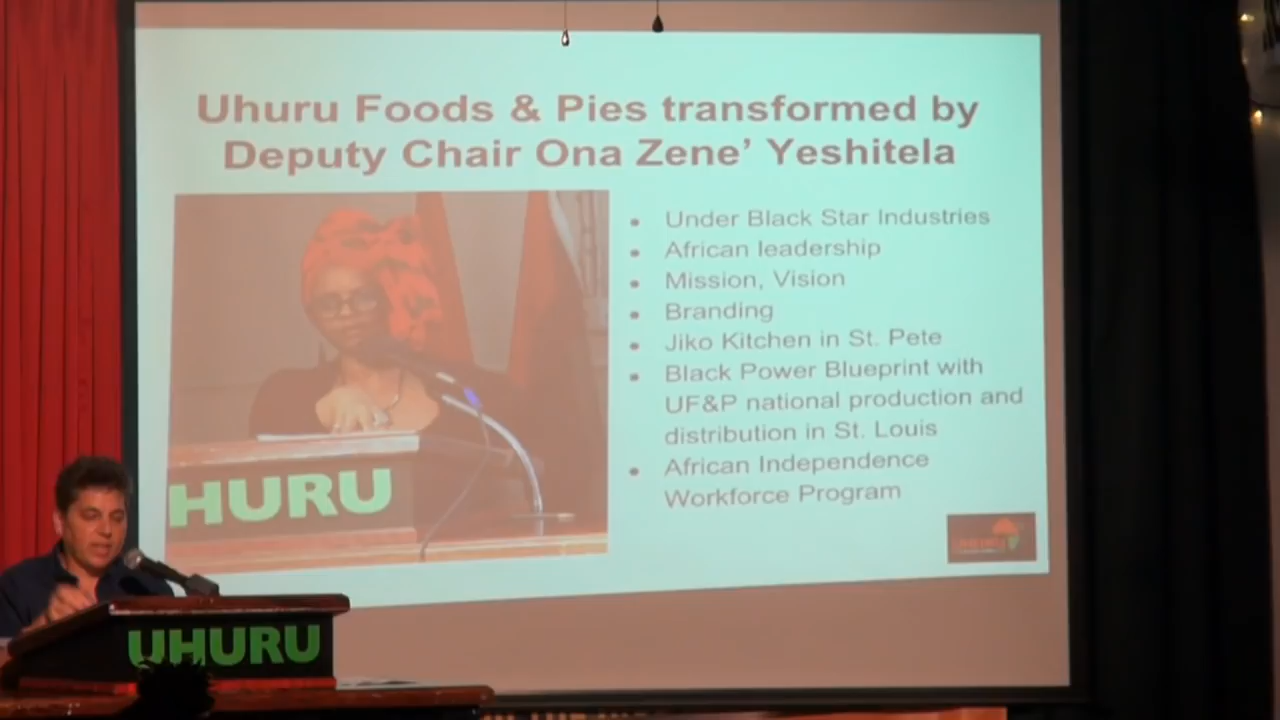 Uhuru Foods & Pies transformed by
Deputy Chair Ona Zene’ Yeshitela
HURU
• Under Black Star Industries
• African leadership
• Mission, Vision
• Branding
• Jiko Kitchen in St. Pete
• Black Power Blueprint with
UF&P national production and
distribution in St. Louis
• African Independence
Workforce Program
UHURU